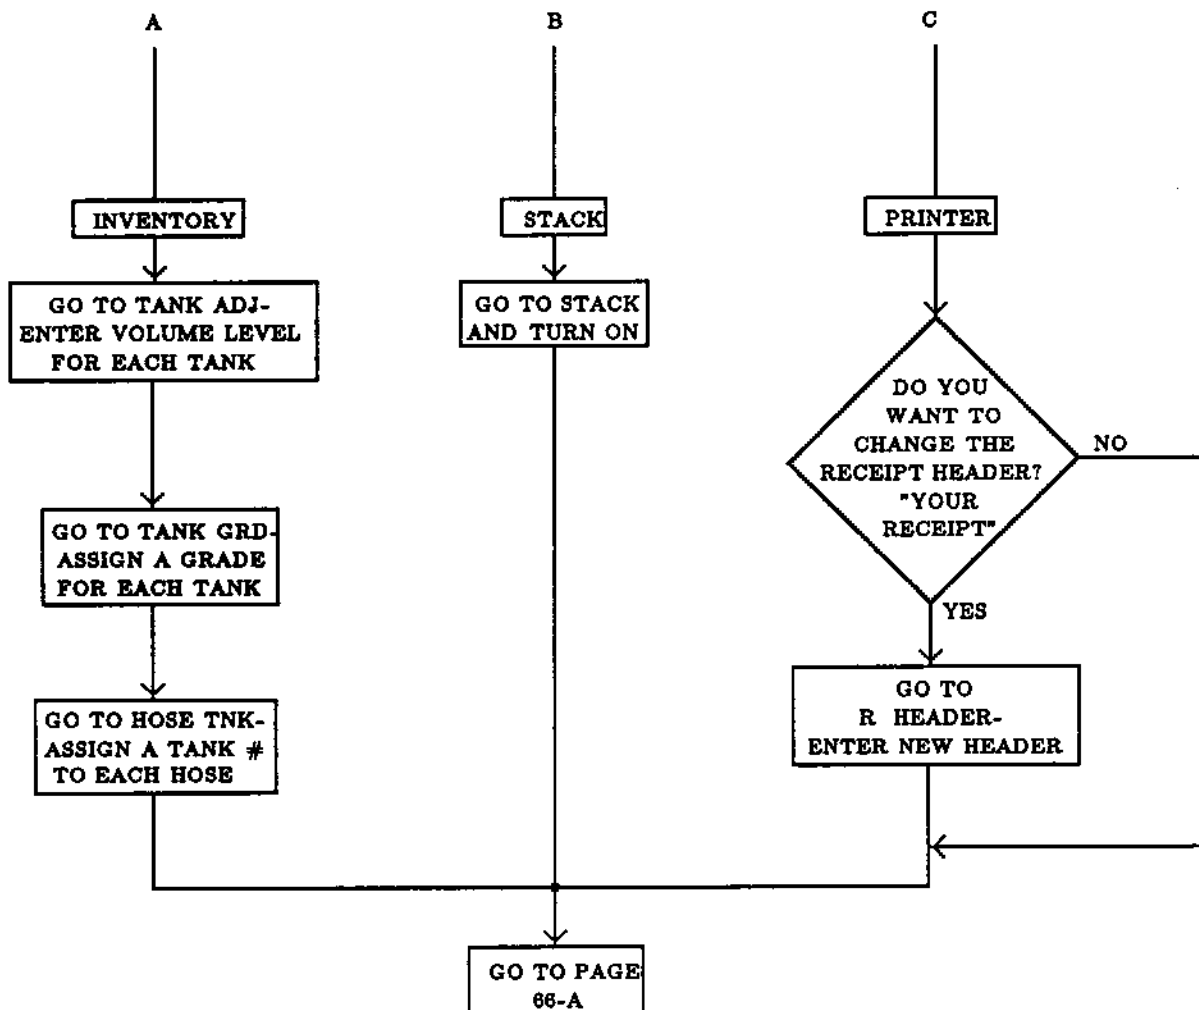 A
B
C
INVENTORY
STACK
PRINTER
GO TO TANK ADJ-
ENTER VOLUME LEVEL
FOR EACH TANK
GO TO STACK
AND TURN ON
DO YOU
WANT TO
CHANGE THE
RECEIPT HEADER?
"YOUR
RECEIPT"
NO
YES
GO TO TANK GRD-
ASSIGN A GRADE
FOR EACH TANK
GO TO HOSE TNK-
ASSIGN A TANK #
TO EACH HOSE
GO TO
R HEADER-
ENTER NEW HEADER
GO TO PAGE
66-A